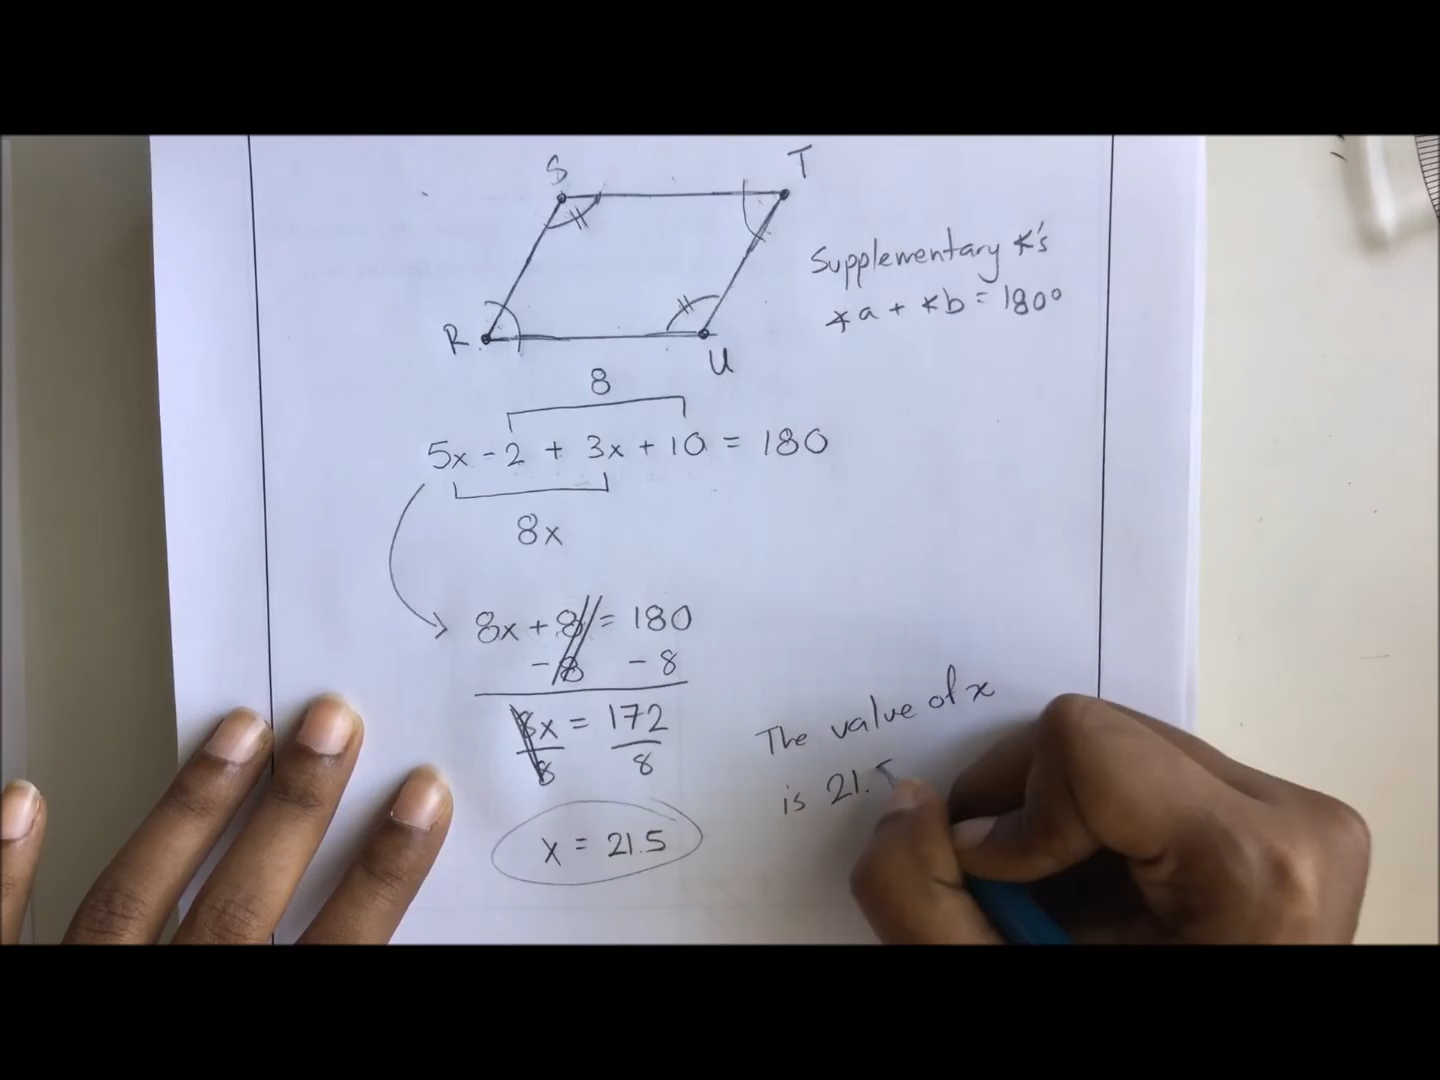 S
T
R
U
Supplementary ∡'s
∡a + ∡b = 180°
8
5x - 2 + 3x + 10 = 180
8x
8x + 8 = 180
- 8 - 8
8x = 172
8 8
x = 21.5
The value of x
is 21.5